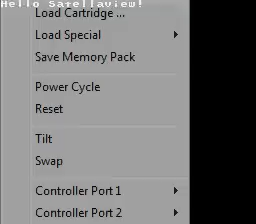 Hello Satellaview!
Load Cartridge ...
Load Special
Save Memory Pack
Power Cycle
Reset
Tilt
Swap
Controller Port 1
Controller Port 2